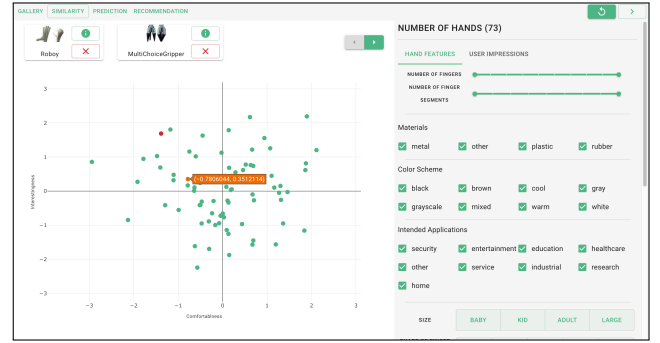 GALLERY SIMILARITY PREDICTION RECOMMENDATION
Roboy
MultiChoiceGripper
3
2
1
0
−1
−2
−3
−3 −2 −1 0 1 2 3
Interestingness
Comfortabless
(−0.7806044, 0.3512114)
NUMBER OF HANDS (73)
HAND FEATURES USER IMPRESSIONS
NUMBER OF FINGERS
NUMBER OF FINGER
SEGMENTS
Materials
metal other plastic rubber
Color Scheme
black brown cool gray
grayscale mixed warm white
Intended Applications
security entertainment education healthcare
other service industrial research
home
SIZE BABY KID ADULT LARGE